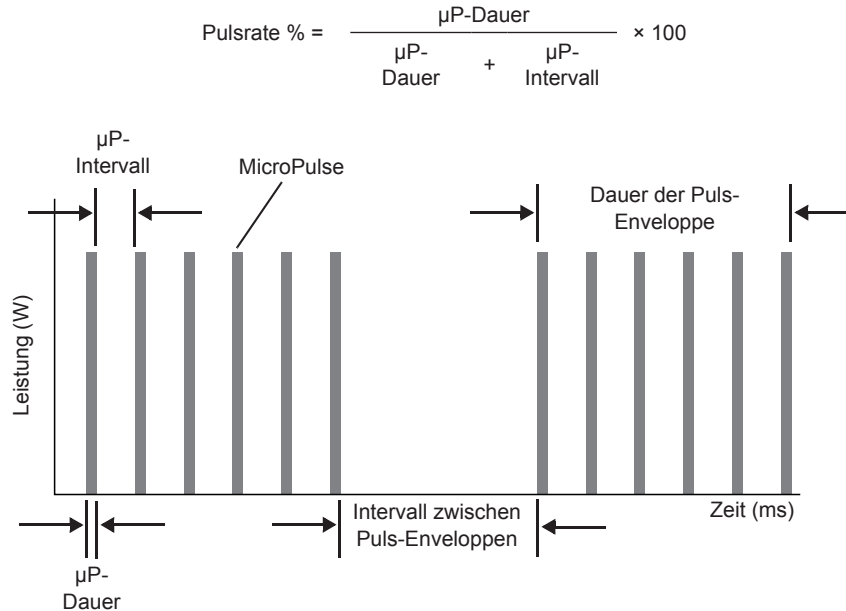 Pulsrate % =
µP-Dauer
µP-
Dauer
+
µP-
Intervall
× 100
µP-
Intervall
MicroPulse
Dauer der Puls-
Enveloppe
Leistung (W)
Intervall zwischen
Puls-Enveloppen
Zeit (ms)
µP-
Dauer